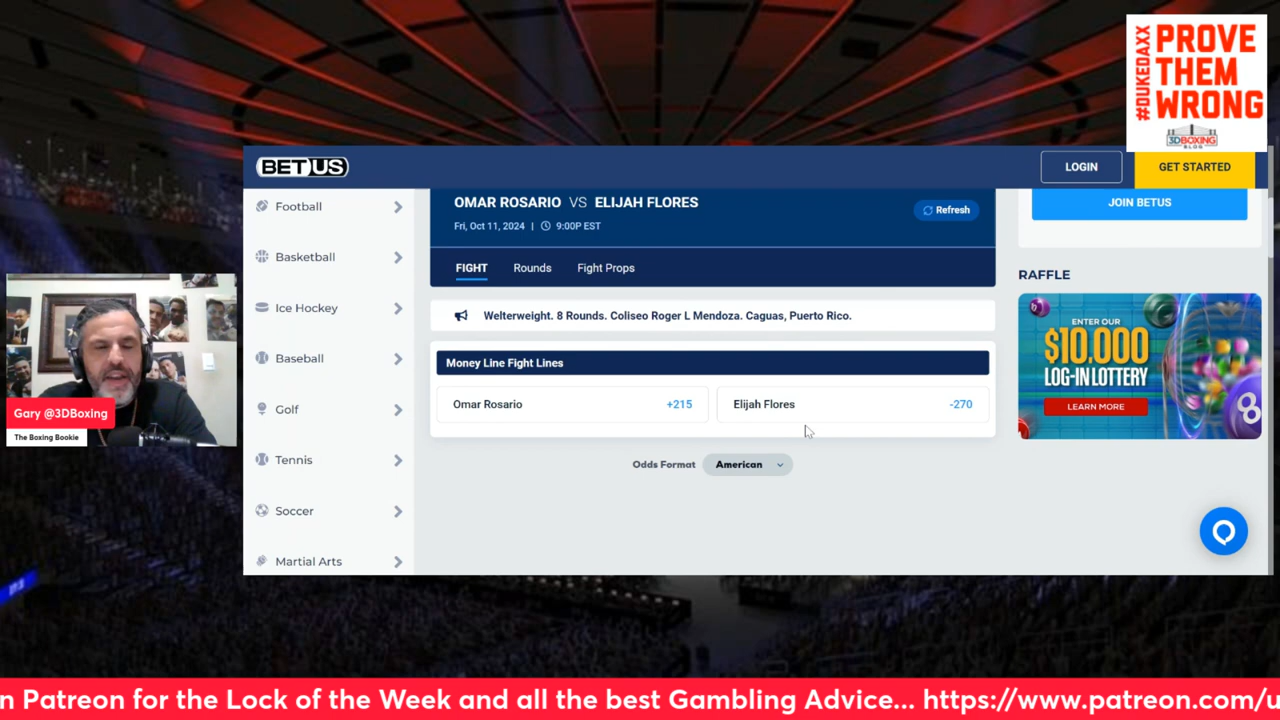 #DUKEDAXX
PROVE
THEM
WRONG
3DBOXING
BLOG
BETUS
LOGIN
GET STARTED
Football
Basketball
Ice Hockey
Baseball
Golf
Tennis
Soccer
Martial Arts
OMAR ROSARIO VS ELIJAH FLORES
Fri, Oct 11, 2024 | 9:00P EST
Refresh
FIGHT Rounds Fight Props
Welterweight. 8 Rounds. Coliseo Roger L Mendoza. Caguas, Puerto Rico.
Money Line Fight Lines
Omar Rosario +215
Elijah Flores -270
Odds Format American
JOIN BETUS
RAFFLE
ENTER OUR
$10,000
LOG-IN LOTTERY
LEARN MORE
8
Gary @3DBoxing
The Boxing Bookie
n Patreon for the Lock of the Week and all the best Gambling Advice... https://www.patreon.com/u